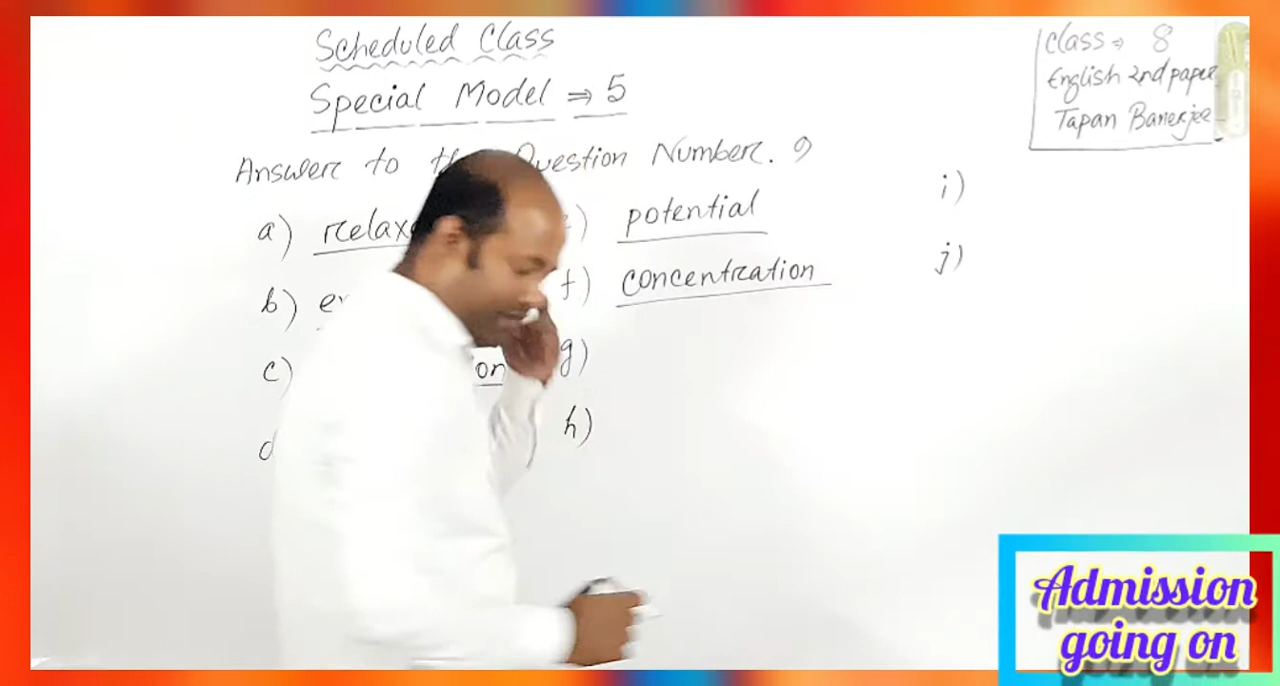 Scheduled Class
Special Model ⇒ 5
Answer to the Question Number. 9
a)
b)
c)
potential
f) concentration
g)
h)
i)
j)
Class ⇒ 8
English 2nd paper
Tapan Banerjee
Admission
going on